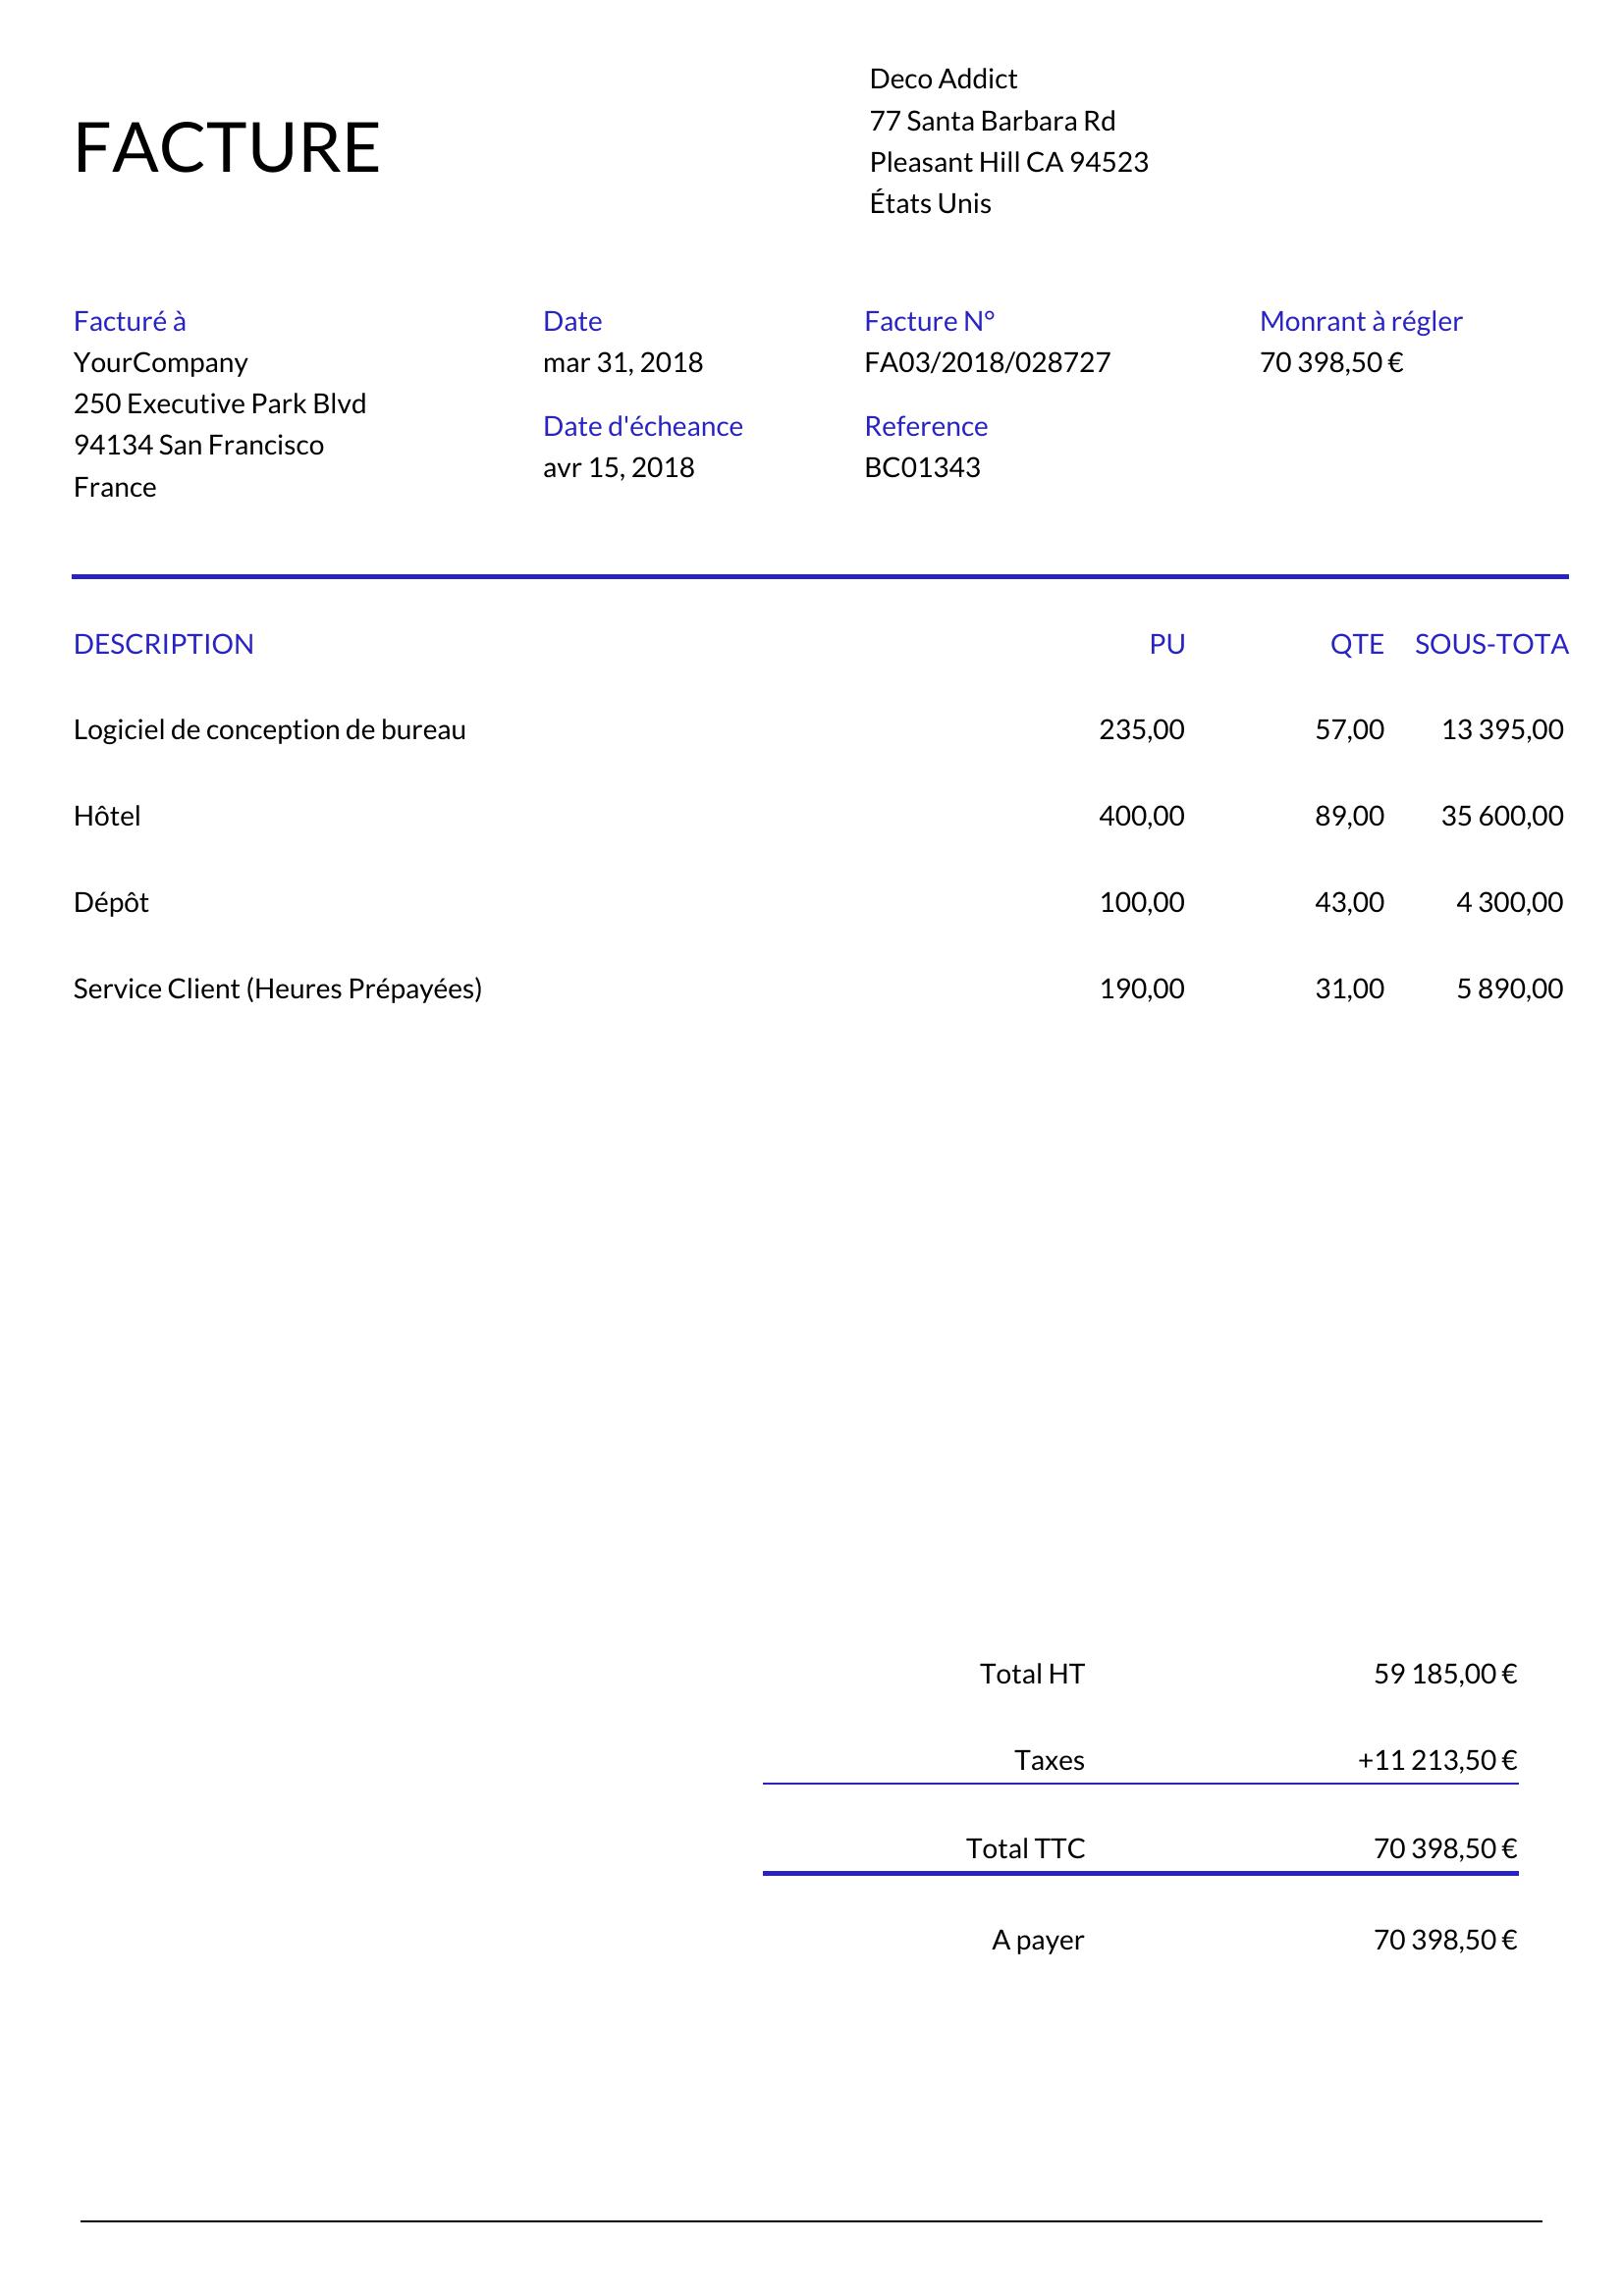 Deco Addict
77 Santa Barbara Rd
Pleasant Hill CA 94523
États Unis
FACTURE
Facturé à
YourCompany
250 Executive Park Blvd
94134 San Francisco
France
Date
mar 31, 2018
Date d'écheance
avr 15, 2018
Facture N°
FA03/2018/028727
Reference
BC01343
Monrant à régler
70 398,50 €
DESCRIPTION PU QTE SOUS-TOTA
Logiciel de conception de bureau 235,00 57,00 13 395,00
Hôtel 400,00 89,00 35 600,00
Dépôt 100,00 43,00 4 300,00
Service Client (Heures Prépayées) 190,00 31,00 5 890,00
Total HT 59 185,00 €
Taxes +11 213,50 €
Total TTC 70 398,50 €
A payer 70 398,50 €